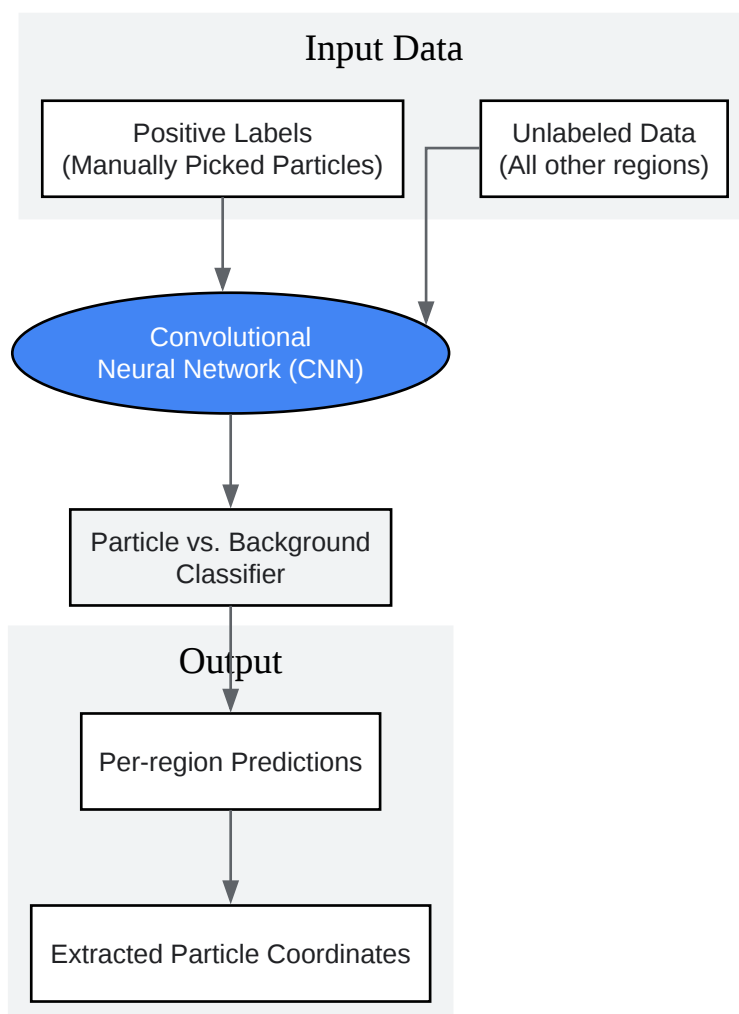 Input Data
Positive Labels
(Manually Picked Particles)
Unlabeled Data
(All other regions)
Convolutional
Neural Network (CNN)
Particle vs. Background
Classifier
Output
Per-region Predictions
Extracted Particle Coordinates